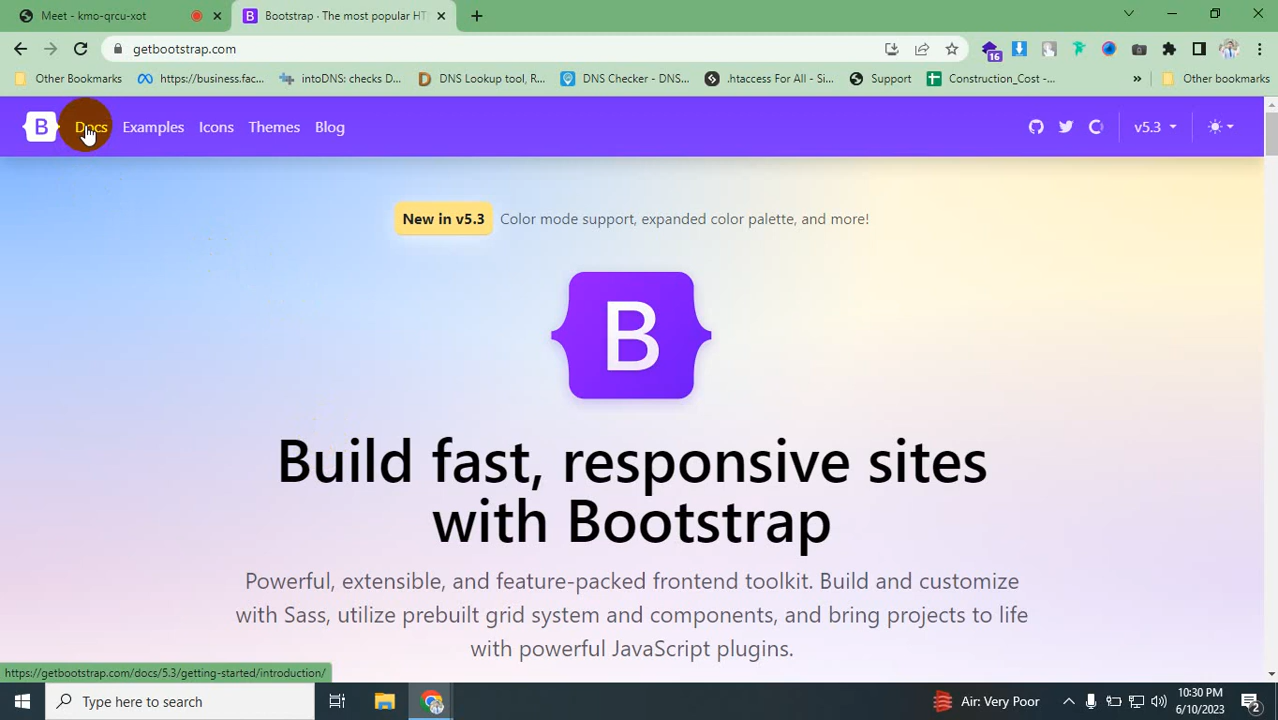 Meet - kmo-qrcu-xot
Bootstrap · The most popular HT
getbootstrap.com
16
Other Bookmarks
https://business.fac...
intoDNS: checks D...
DNS Lookup tool, R...
DNS Checker - DNS...
.htaccess For All - Si...
Support
Construction_Cost -...
»
Other bookmarks
B
Docs
Examples
Icons
Themes
Blog
v5.3
New in v5.3
Color mode support, expanded color palette, and more!
B
Build fast, responsive sites
with Bootstrap
Powerful, extensible, and feature-packed frontend toolkit. Build and customize
with Sass, utilize prebuilt grid system and components, and bring projects to life
with powerful JavaScript plugins.
https://getbootstrap.com/docs/5.3/getting-started/introduction/
Type here to search
Air: Very Poor
10:30 PM
6/10/2023
2